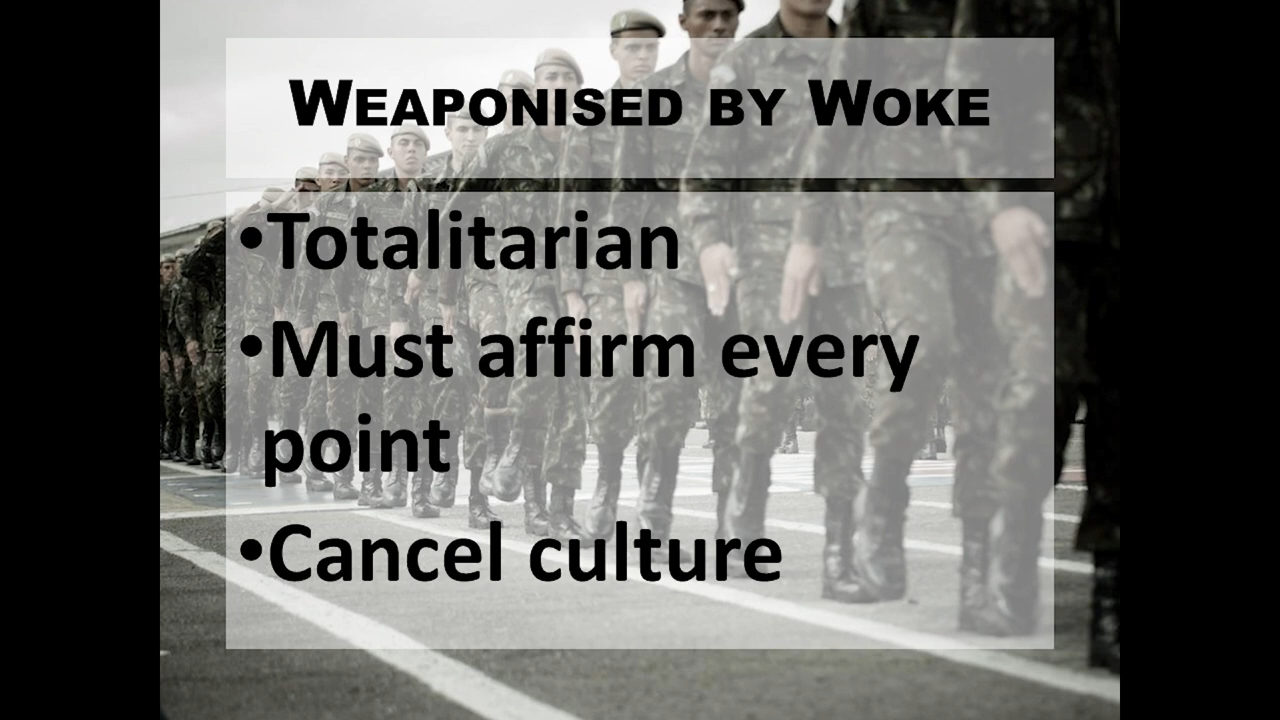 Weaponised by Woke
•Totalitarian
•Must affirm every
point
•Cancel culture